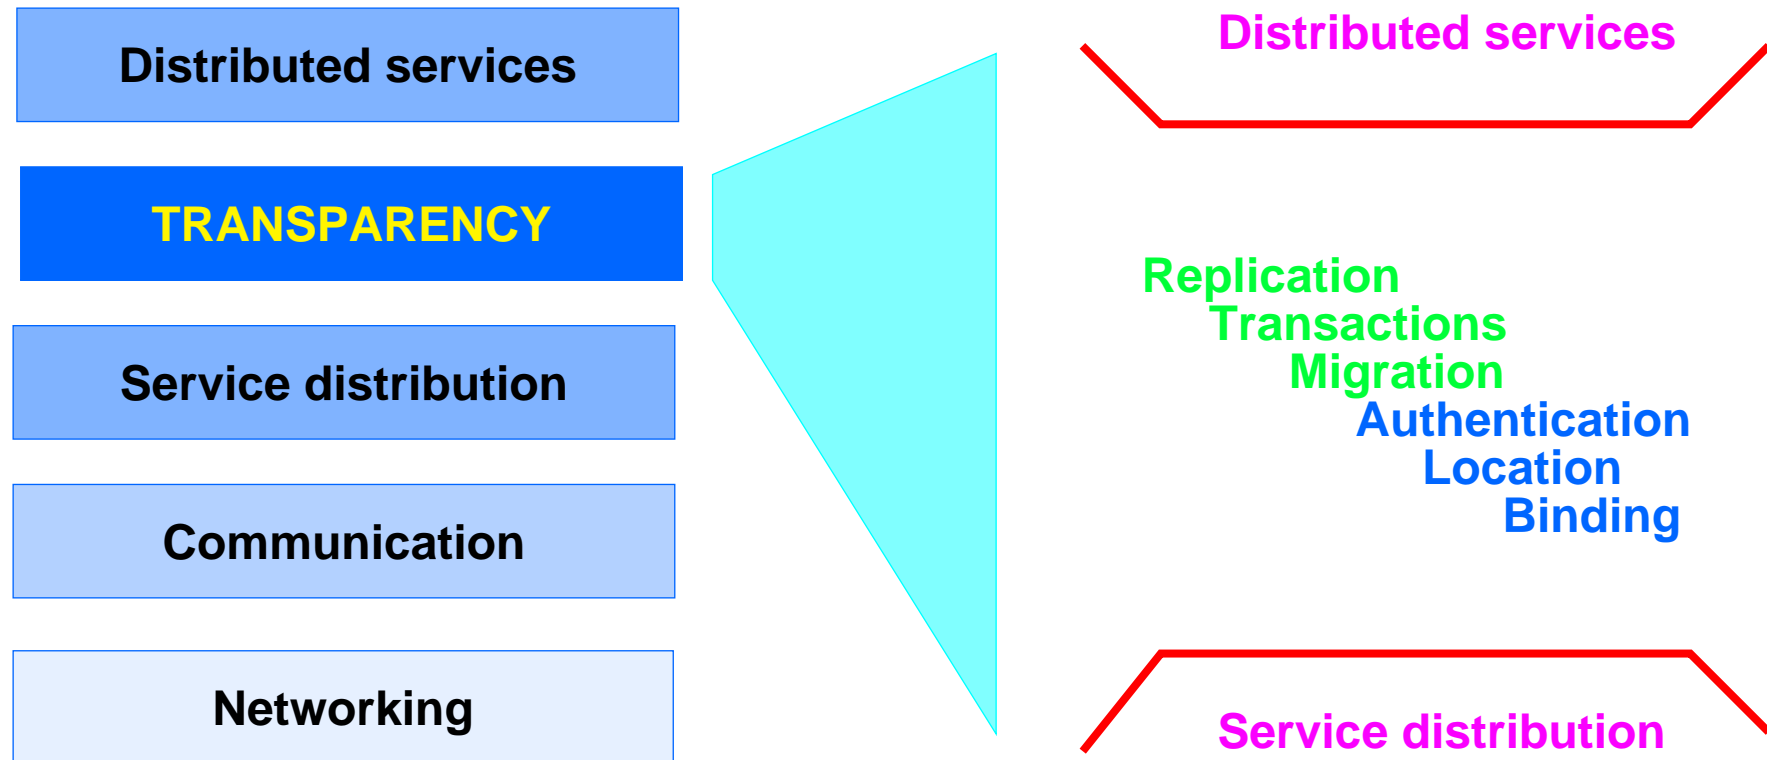 Distributed services
TRANSPARENCY
Service distribution
Communication
Networking
Distributed services
Replication
Transactions
Migration
Authentication
Location
Binding
Service distribution